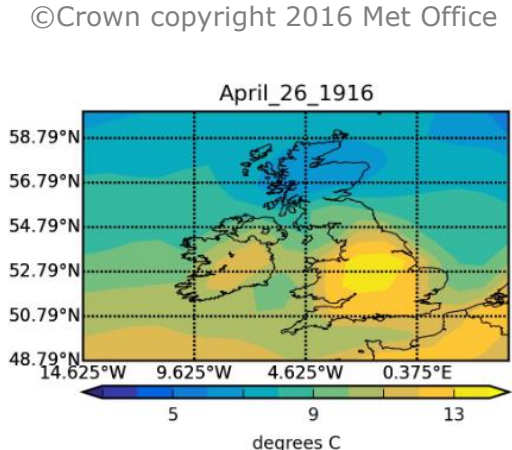 ©Crown copyright 2016 Met Office
April_26_1916
58.79°N
56.79°N
54.79°N
52.79°N
50.79°N
48.79°N
14.625°W 9.625°W 4.625°W 0.375°E
5 9 13
degrees C